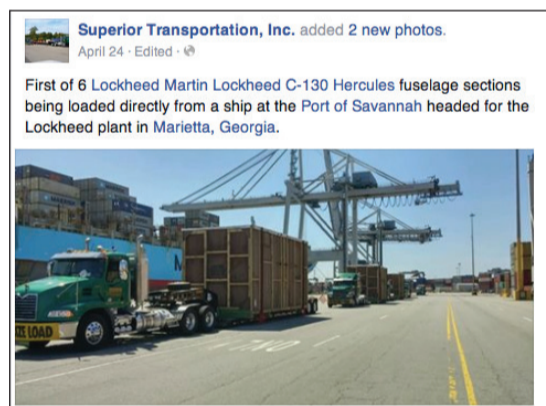 Superior Transportation, Inc. added 2 new photos.
April 24 · Edited ·
First of 6 Lockheed Martin Lockheed C-130 Hercules fuselage sections
being loaded directly from a ship at the Port of Savannah headed for the
Lockheed plant in Marietta, Georgia.
ZE LOAD